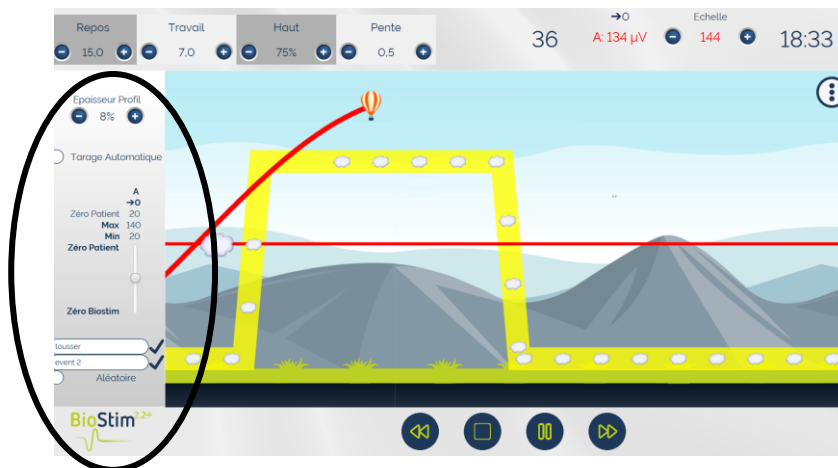 Repos
Travail
Haut
Pente
15,0
7,0
75%
0,5
36
→0
A: 134 µV
Echelle
144
18:33
Epaisseur Profil
8%
Tarage Automatique
A
→0
Zéro Patient 20
Max 140
Min 20
Zéro Patient
Zéro Biostim
tousser
event 2
Aléatoire
BioStim 2.2+